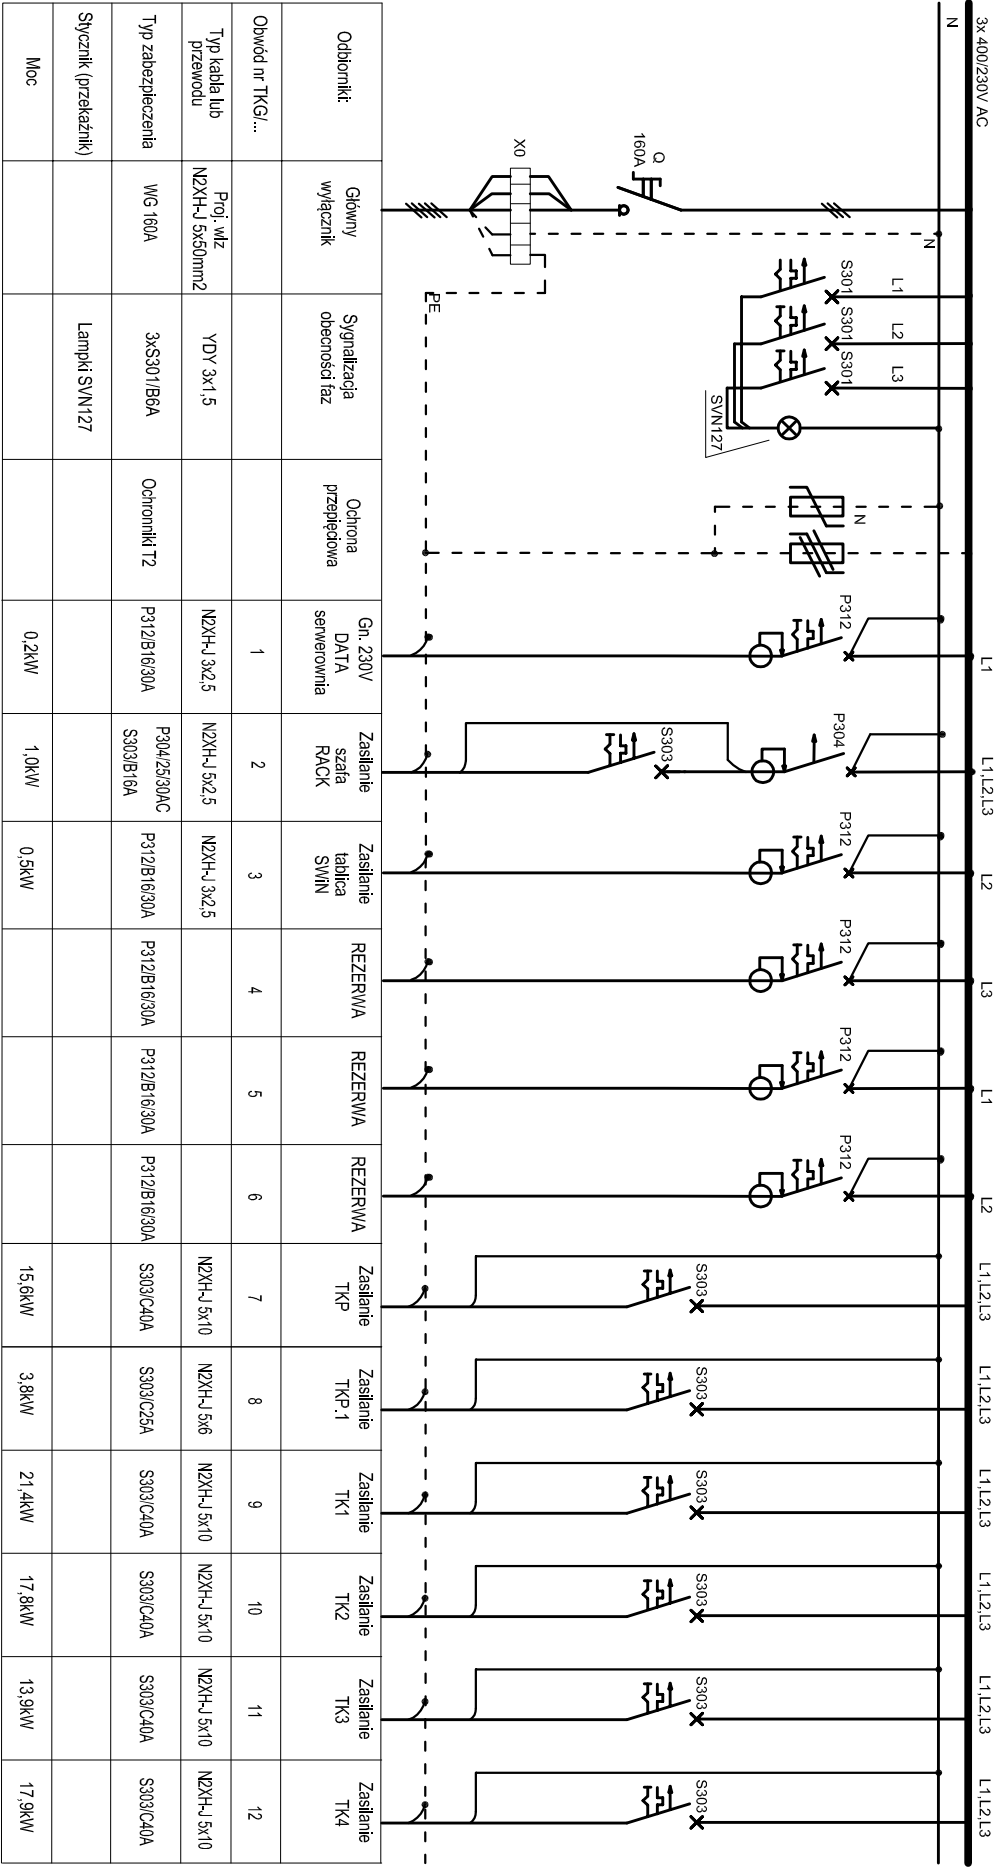 3x 400/230V AC
N
L1
L1,L2,L3
L2
L3
L1
L2
L1,L2,L3
L1,L2,L3
L1,L2,L3
L1,L2,L3
L1,L2,L3
L1,L2,L3
N
L1
L2
L3
S301
S301
S301
SVN127
N
Q
160A
X0
PE
P312
P304
S303
P312
P312
P312
P312
S303
S303
S303
S303
S303
S303
Odbiorniki:
Główny
wyłącznik
Sygnalizacja
obecności faz
Ochrona
przepięciowa
Gn. 230V
DATA
serwerownia
Zasilanie
szafa
RACK
Zasilanie
tablica
SWiN
REZERWA
REZERWA
REZERWA
Zasilanie
TKP
Zasilanie
TKP.1
Zasilanie
TK1
Zasilanie
TK2
Zasilanie
TK3
Zasilanie
TK4
Obwód nr TKG/...
1
2
3
4
5
6
7
8
9
10
11
12
Typ kabla lub
przewodu
Proj. wlz
N2XH-J 5x50mm2
YDY 3x1,5
N2XH-J 3x2,5
N2XH-J 5x2,5
N2XH-J 3x2,5
N2XH-J 5x10
N2XH-J 5x6
N2XH-J 5x10
N2XH-J 5x10
N2XH-J 5x10
N2XH-J 5x10
Typ zabezpieczenia
WG 160A
3xS301/B6A
Ochronniki T2
P312/B16/30A
P304/25/30AC
S303/B16A
P312/B16/30A
P312/B16/30A
P312/B16/30A
P312/B16/30A
S303/C40A
S303/C25A
S303/C40A
S303/C40A
S303/C40A
S303/C40A
Stycznik (przekaźnik)
Lampki SVN127
Moc
0,2kW
1,0kW
0,5kW
15,6kW
3,8kW
21,4kW
17,8kW
13,9kW
17,9kW